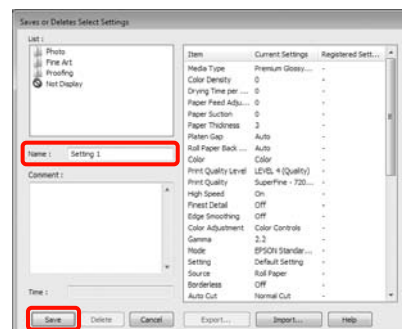 Saves or Deletes Select Settings
List :
Photo
Fine Art
Proofing
Not Display
Name : Setting 1
Comment :
Time :
Item Current Settings Registered Sett...
Media Type Premium Glossy... -
Color Density 0 -
Drying Time per ... 0 -
Paper Feed Adju... 0 -
Paper Suction 0 -
Paper Thickness 3 -
Platen Gap Auto -
Roll Paper Back ... Auto -
Color Color -
Print Quality Level LEVEL 4 (Quality) -
Print Quality SuperFine - 720... -
High Speed On -
Finest Detail Off -
Edge Smoothing Off -
Color Adjustment Color Controls -
Gamma 2.2 -
Mode EPSON Standar... -
Setting Default Setting -
Source Roll Paper -
Borderless Off -
Auto Cut Normal Cut -
Save Delete Cancel Export... Import... Help